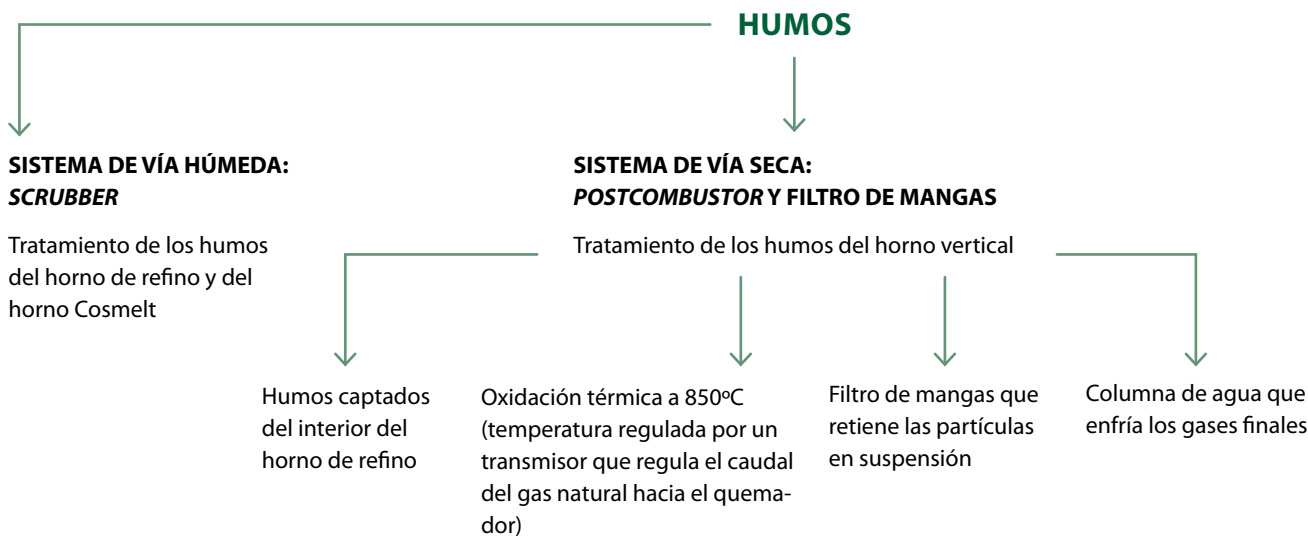 HUMOS
SISTEMA DE VÍA HÚMEDA:
SCRUBBER
Tratamiento de los humos
del horno de refino y del
horno Cosmelt
SISTEMA DE VÍA SECA:
POSTCOMBUSTOR Y FILTRO DE MANGAS
Tratamiento de los humos del horno vertical
Humos captados
del interior del
horno de refino
Oxidación térmica a 850ºC
(temperatura regulada por un
transmisor que regula el caudal
del gas natural hacia el quema-
dor)
Filtro de mangas que
retiene las partículas
en suspensión
Columna de agua que
enfría los gases finales